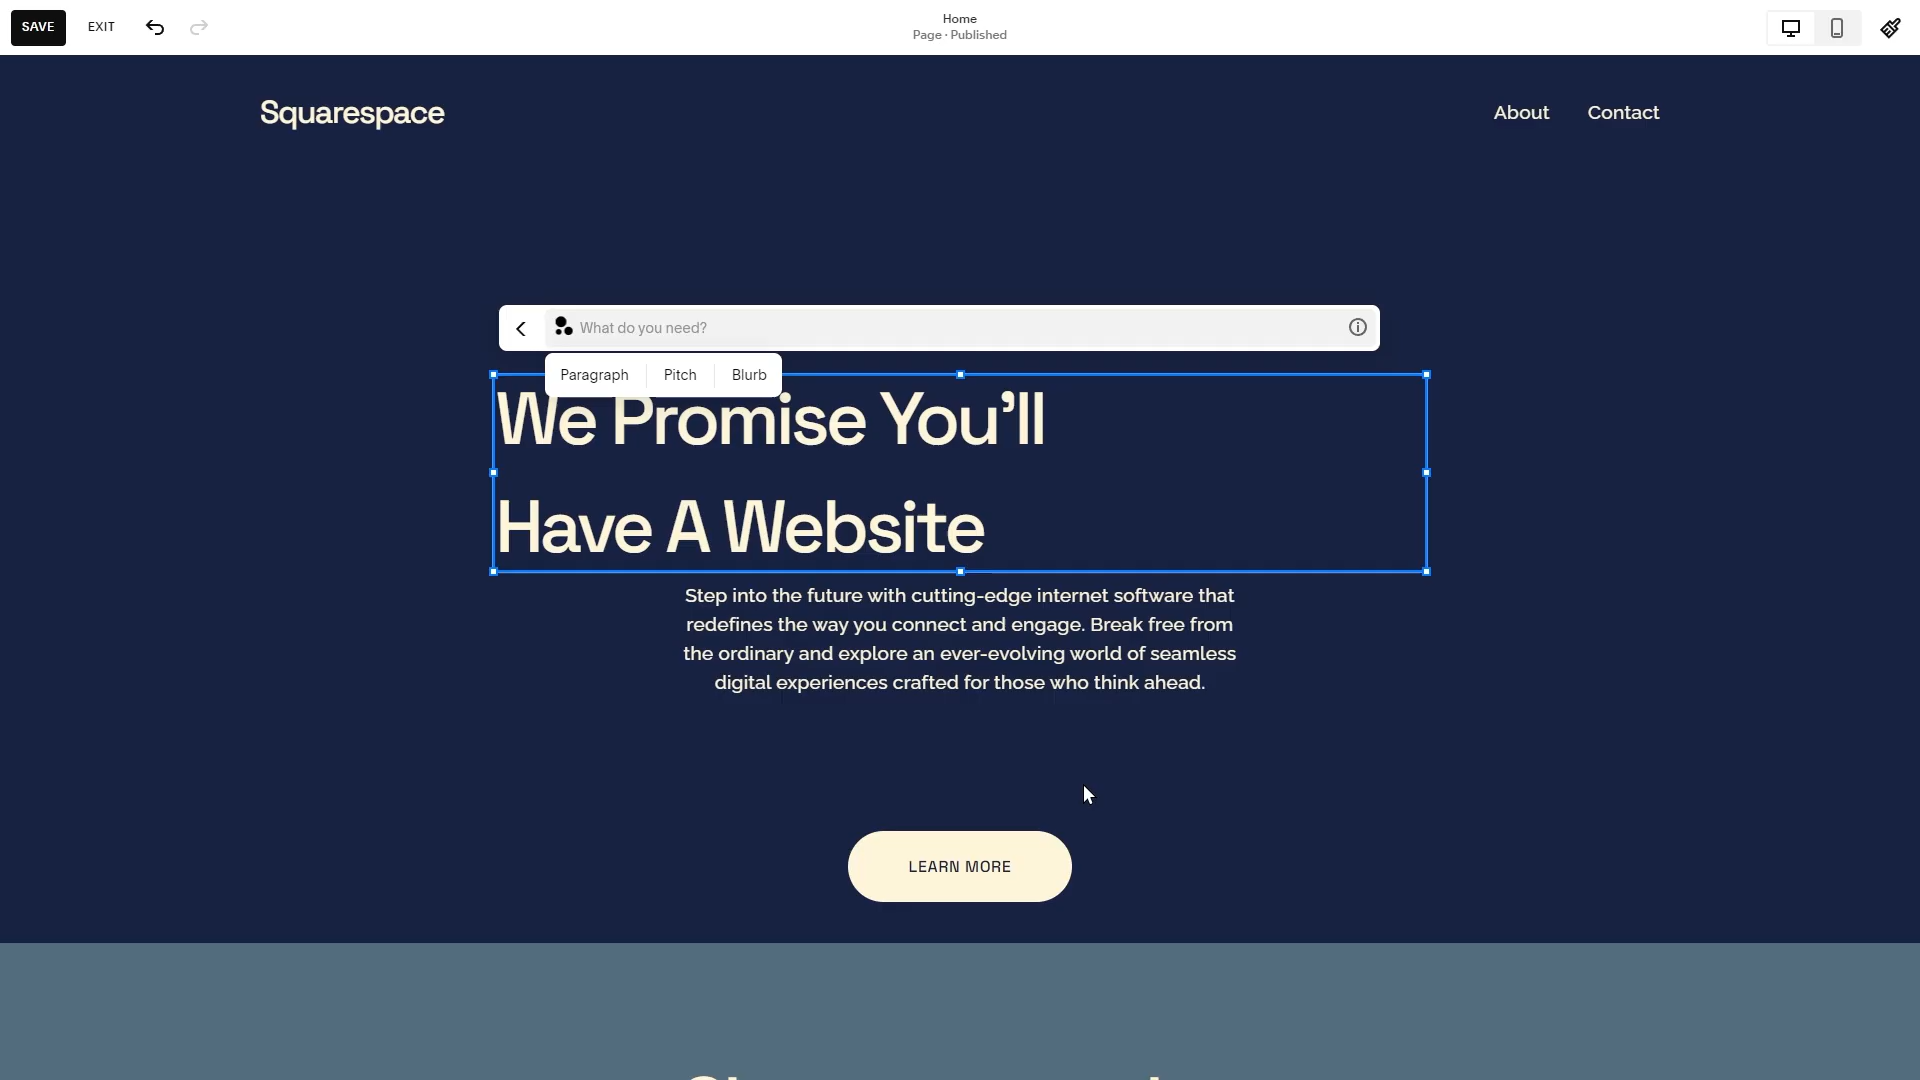 SAVE
EXIT
Home
Page · Published
Squarespace
About
Contact
What do you need?
Paragraph
Pitch
Blurb
We Promise You’ll
Have A Website
Step into the future with cutting-edge internet software that
redefines the way you connect and engage. Break free from
the ordinary and explore an ever-evolving world of seamless
digital experiences crafted for those who think ahead.
LEARN MORE